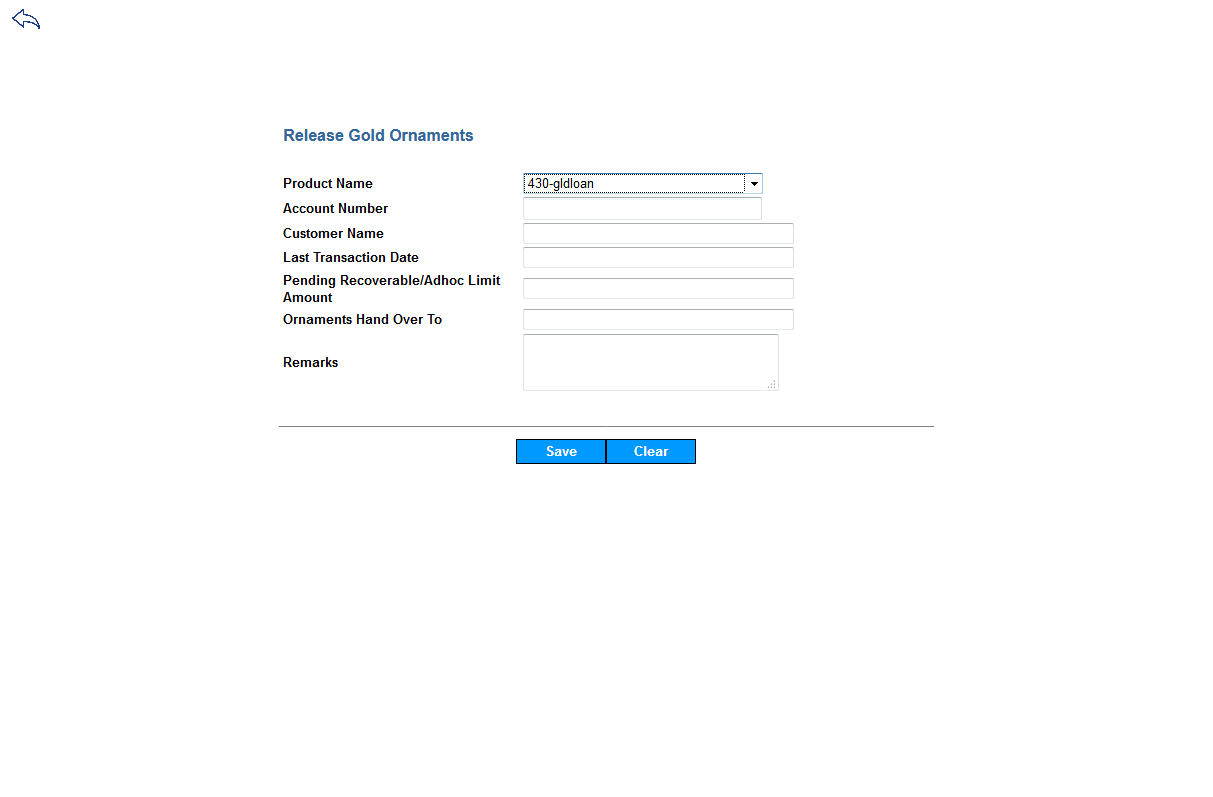 Release Gold Ornaments
Product Name 430-gldloan
Account Number
Customer Name
Last Transaction Date
Pending Recoverable/Adhoc Limit
Amount
Ornaments Hand Over To
Remarks
Save Clear